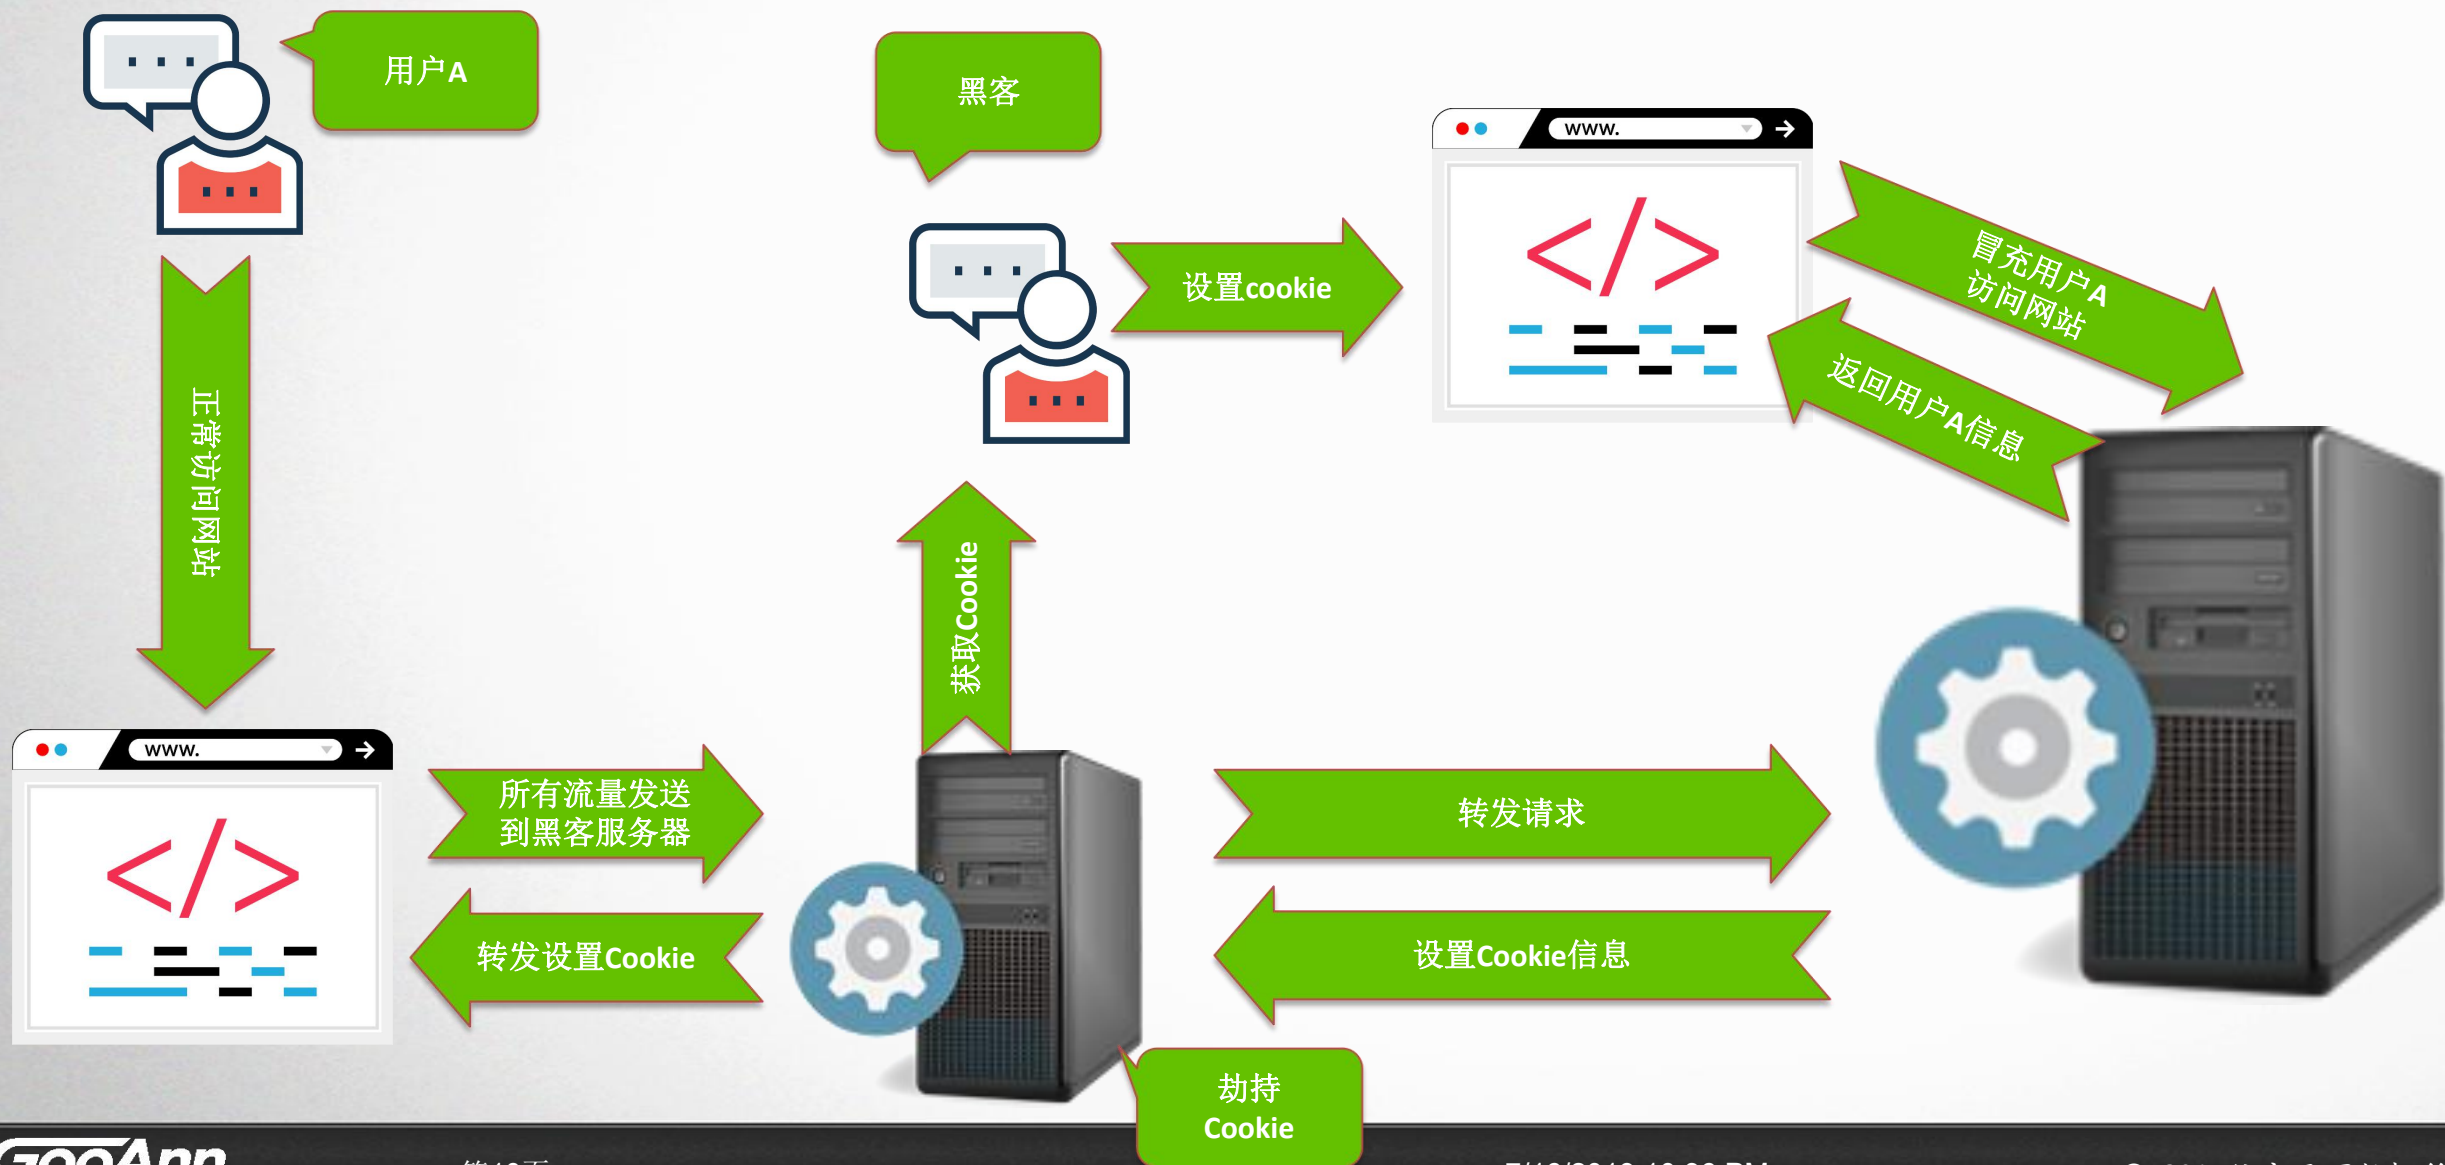 用户A
黑客
www.
设置cookie
冒充用户A
访问网站
返回用户A信息
正常访问网站
获取Cookie
www.
所有流量发送
到黑客服务器
转发请求
转发设置Cookie
设置Cookie信息
劫持
Cookie
GooAnn